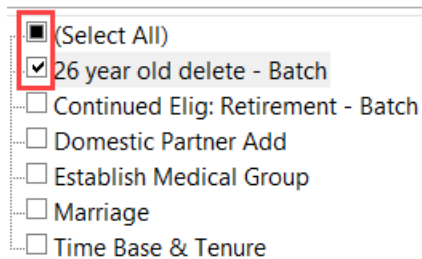 (Select All)
26 year old delete - Batch
Continued Elig: Retirement - Batch
Domestic Partner Add
Establish Medical Group
Marriage
Time Base & Tenure